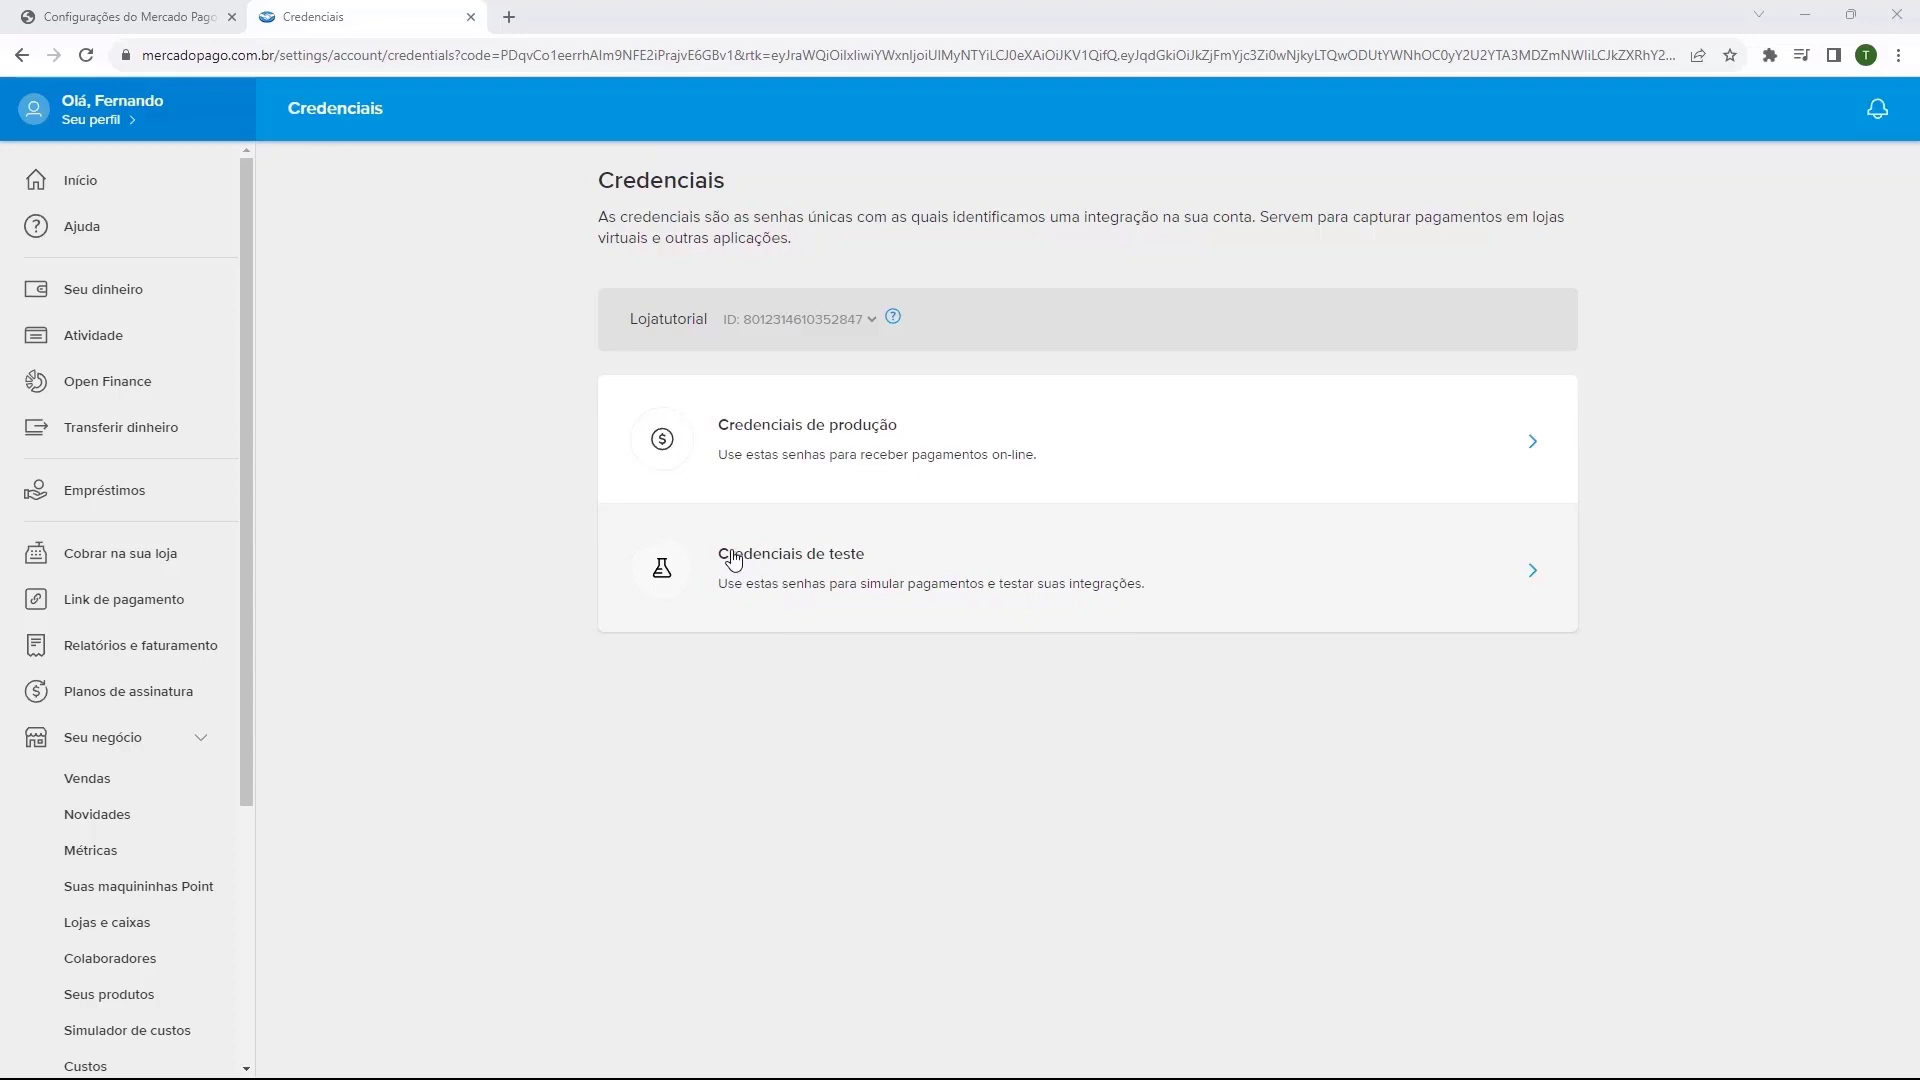 Configurações do Mercado Pago
Credenciais
mercadopago.com.br/settings/account/credentials?code=PDqvCo1eerrhAIm9NFE2iPrajvE6GBv1&rtk=
Olá, Fernando
Seu perfil
Credenciais
Início
Ajuda
Seu dinheiro
Atividade
Open Finance
Transferir dinheiro
Empréstimos
Cobrar na sua loja
Link de pagamento
Relatórios e faturamento
Planos de assinatura
Seu negócio
Vendas
Novidades
Métricas
Suas maquininhas Point
Lojas e caixas
Colaboradores
Seus produtos
Simulador de custos
Custos
Credenciais
As credenciais são as senhas únicas com as quais identificamos uma integração na sua conta. Servem para capturar pagamentos em lojas
virtuais e outras aplicações.
Lojatutorial ID: 8012314610352847
Credenciais de produção
Use estas senhas para receber pagamentos on-line.
Credenciais de teste
Use estas senhas para simular pagamentos e testar suas integrações.
T